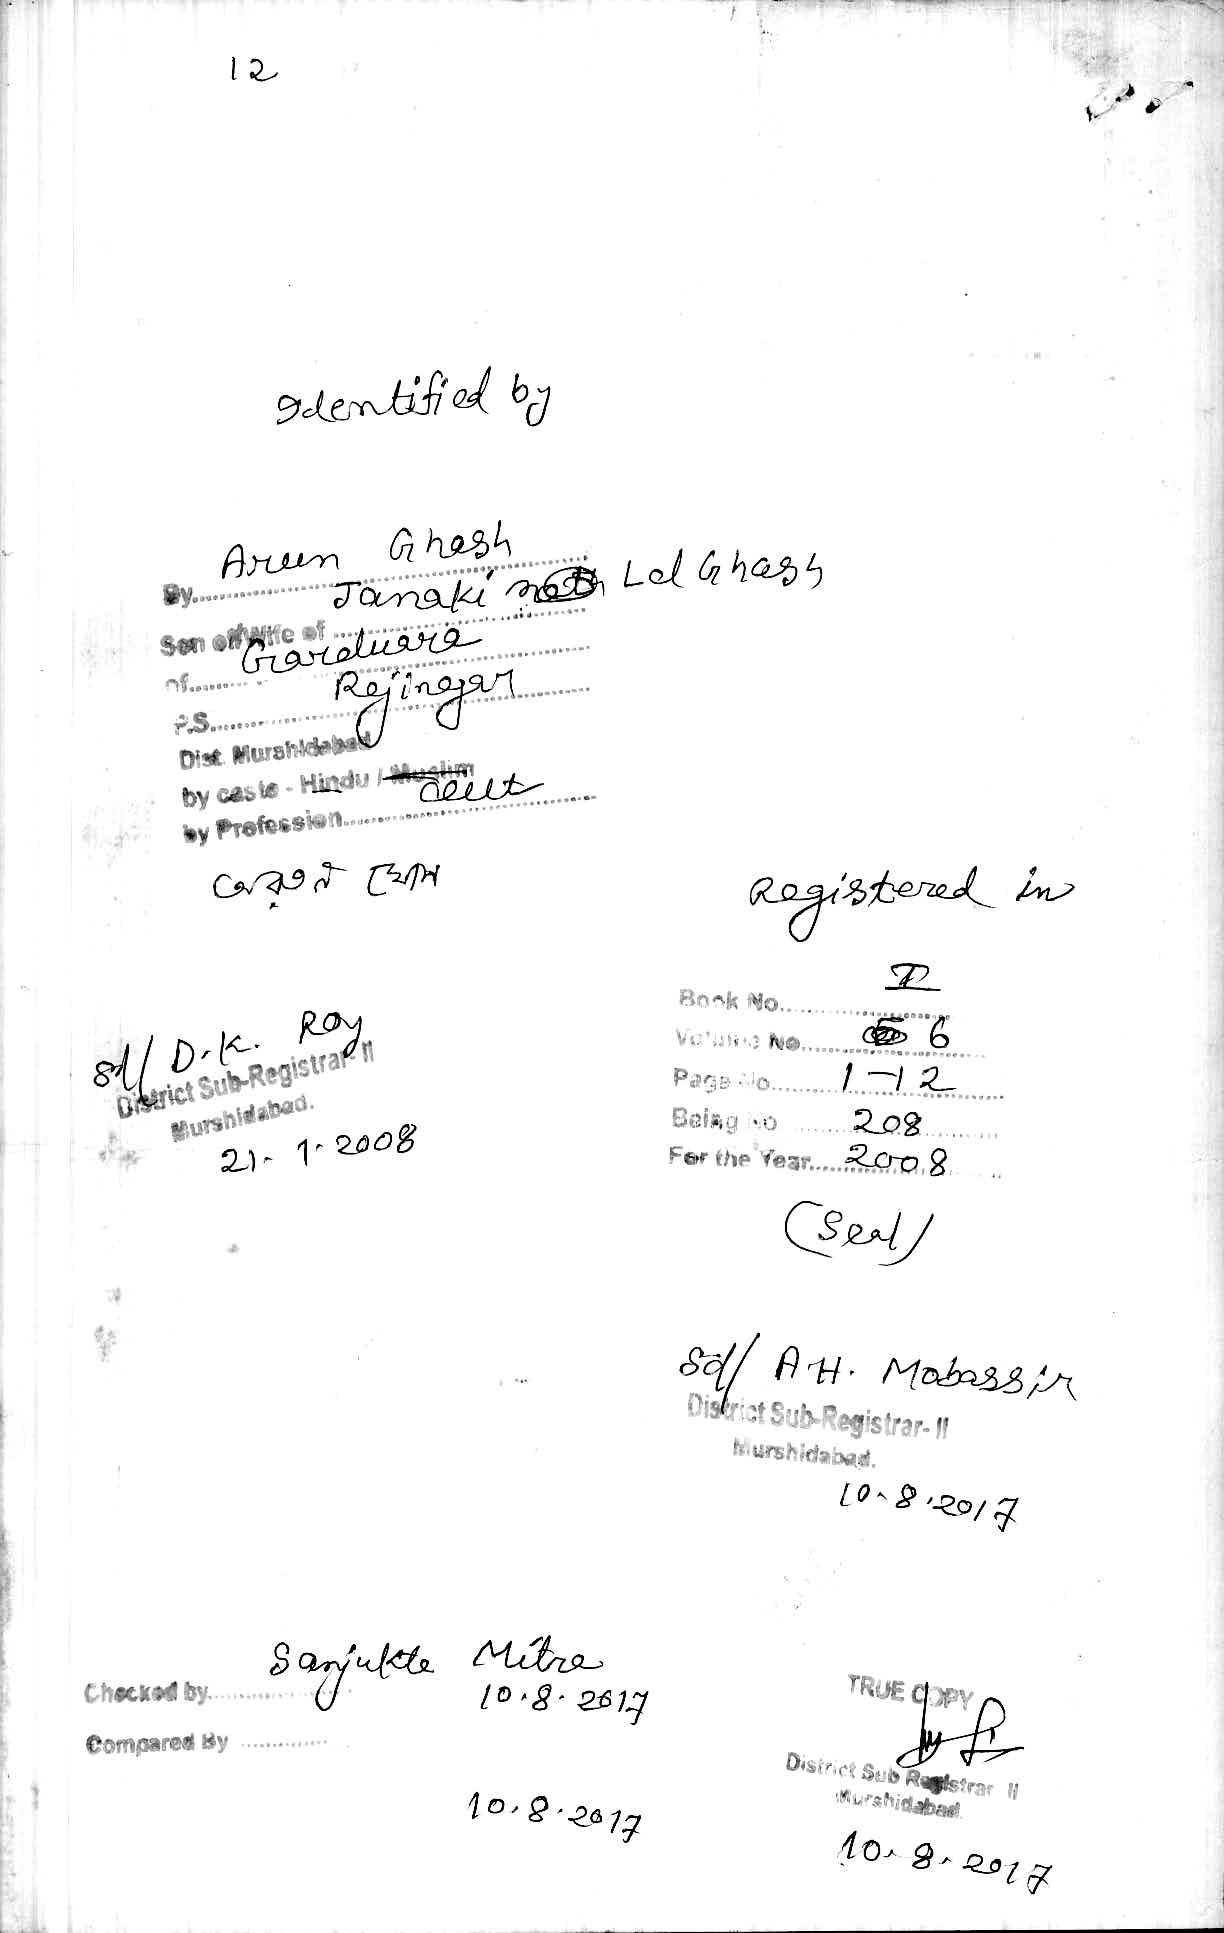 12
Identified by
By Arun Ghosh
Son of/Wife of Janaki Lal Ghosh
of Garduara
P.S. Rejinagar
Dist. Murshidabad
by caste - Hindu / Muslim
by Profession Cult
অরুন ঘোষ
Sd/ D.K. Roy
District Sub-Registrar-II
Murshidabad.
21.1.2008
Registered in
Book No. I
Volume No. 6
Page No. 1-12
Being No 208
For the Year 2008
(Seal)
Sd/ A.H. Mobassir
District Sub-Registrar-II
Murshidabad.
10.8.2017
Checked by Sanjukta Mitra
10.8.2017
Compared By
10.8.2017
TRUE COPY
District Sub Registrar II
Murshidabad
10.8.2017